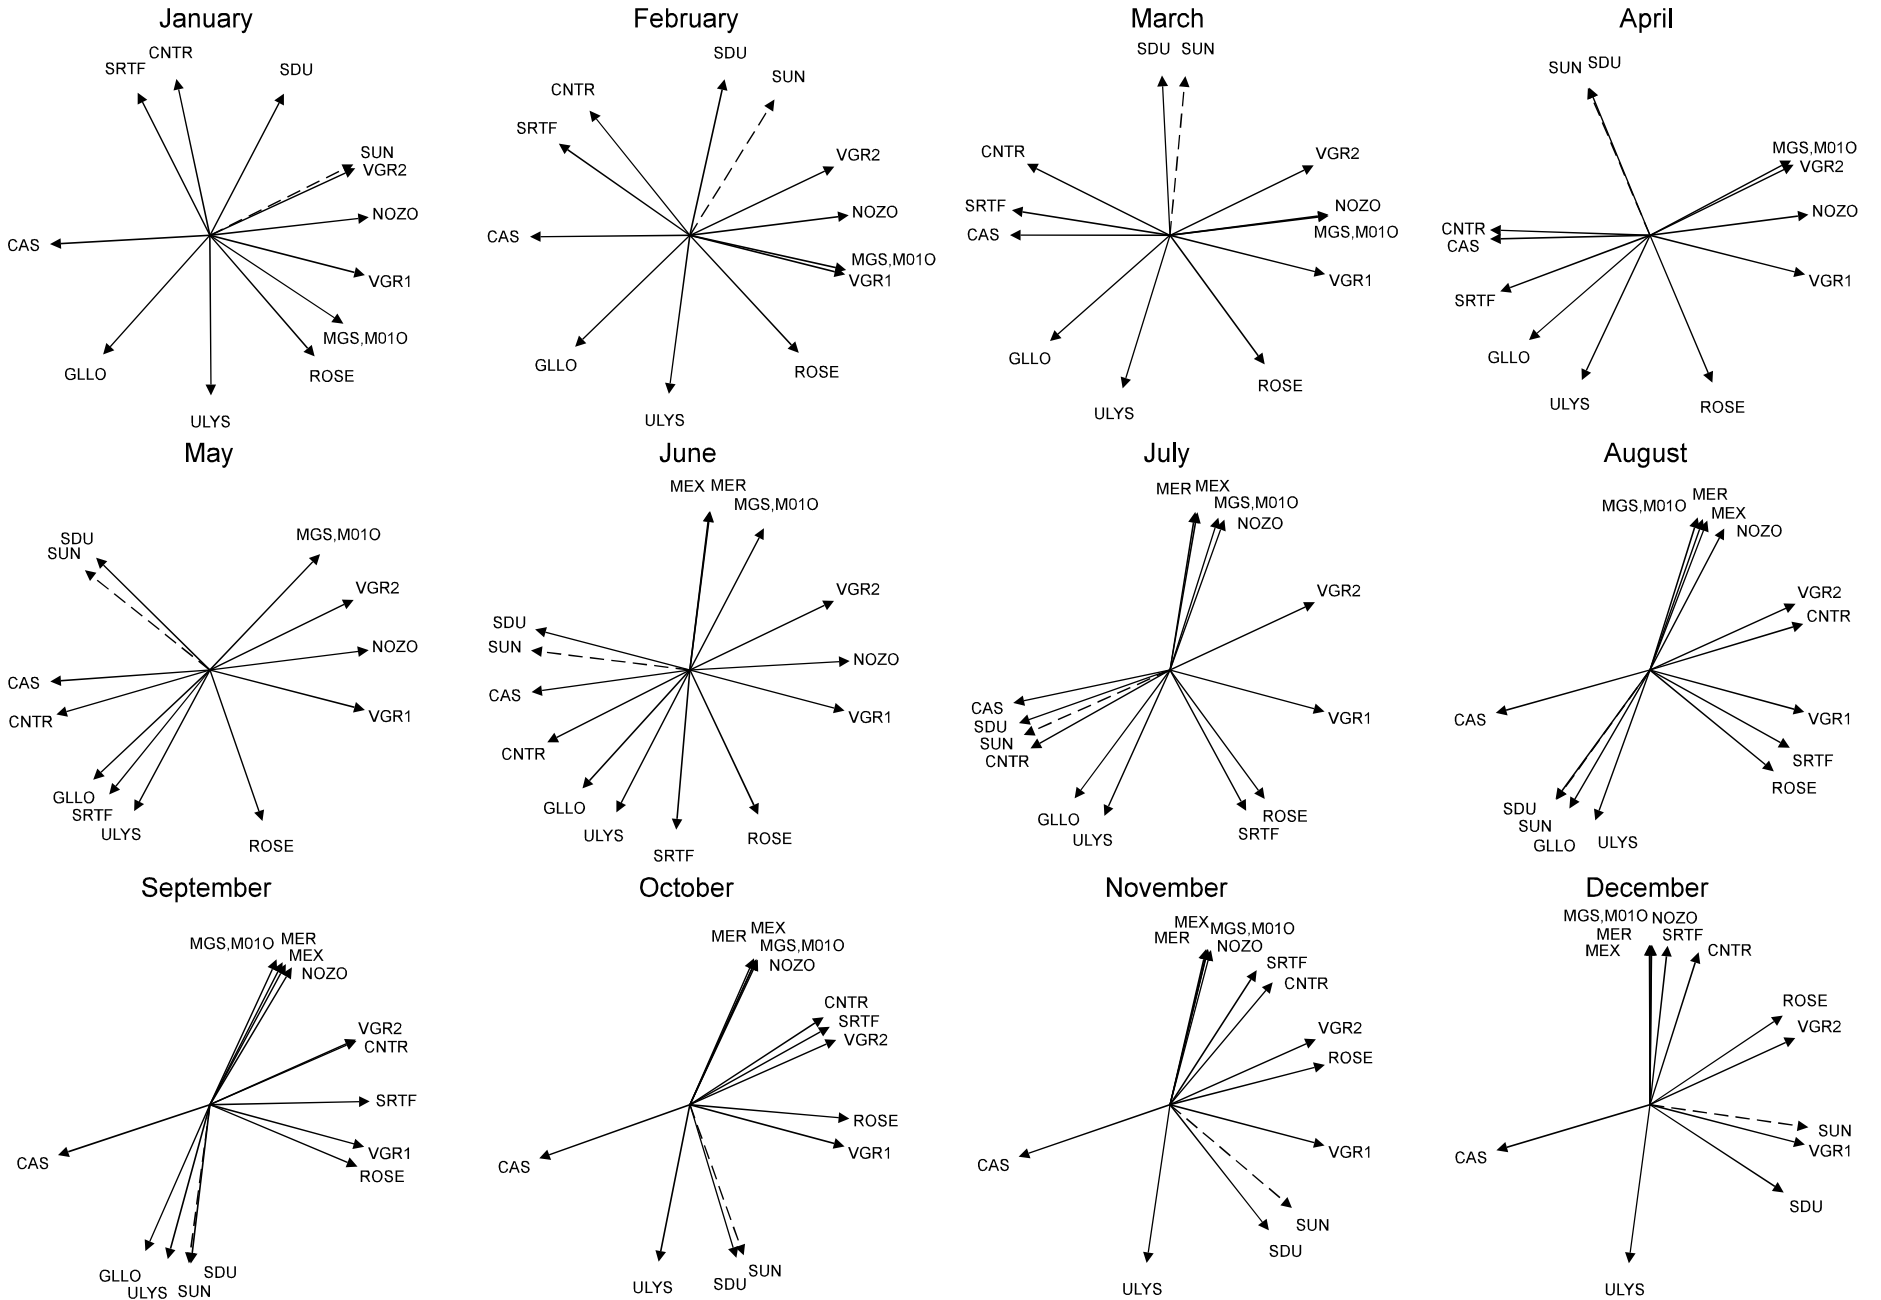 January
CNTR
SRTF
SDU
SUN
VGR2
NOZO
CAS
VGR1
MGS,M01O
GLLO
ROSE
ULYS
February
SDU
SUN
CNTR
SRTF
VGR2
NOZO
CAS
MGS,M01O
VGR1
GLLO
ROSE
ULYS
March
SDU SUN
CNTR
VGR2
SRTF
NOZO
CAS
MGS,M01O
VGR1
GLLO
ROSE
ULYS
April
SUN SDU
MGS,M01O
VGR2
NOZO
CNTR
CAS
VGR1
SRTF
GLLO
ULYS
ROSE
May
SDU
SUN
MGS,M01O
VGR2
NOZO
CAS
CNTR
VGR1
GLLO
SRTF
ULYS
ROSE
June
MEX MER
MGS,M01O
VGR2
SDU
SUN
NOZO
CAS
VGR1
CNTR
GLLO
ULYS
ROSE
SRTF
July
MER MEX
MGS,M01O
NOZO
VGR2
CAS
SDU
SUN
CNTR
VGR1
GLLO
ULYS
ROSE
SRTF
August
MER
MGS,M01O
MEX
NOZO
VGR2
CNTR
CAS
VGR1
SRTF
ROSE
SDU
SUN
GLLO
ULYS
September
MER
MGS,M01O
MEX
NOZO
VGR2
CNTR
SRTF
VGR1
CAS
ROSE
SDU
GLLO
ULYS SUN
October
MEX
MER
MGS,M01O
NOZO
CNTR
SRTF
VGR2
ROSE
VGR1
CAS
SUN
SDU
ULYS
November
MEX
MGS,M01O
MER
NOZO
SRTF
CNTR
VGR2
ROSE
VGR1
CAS
SUN
SDU
ULYS
December
MGS,M01O NOZO
MER
SRTF
MEX
CNTR
ROSE
VGR2
SUN
VGR1
CAS
SDU
ULYS